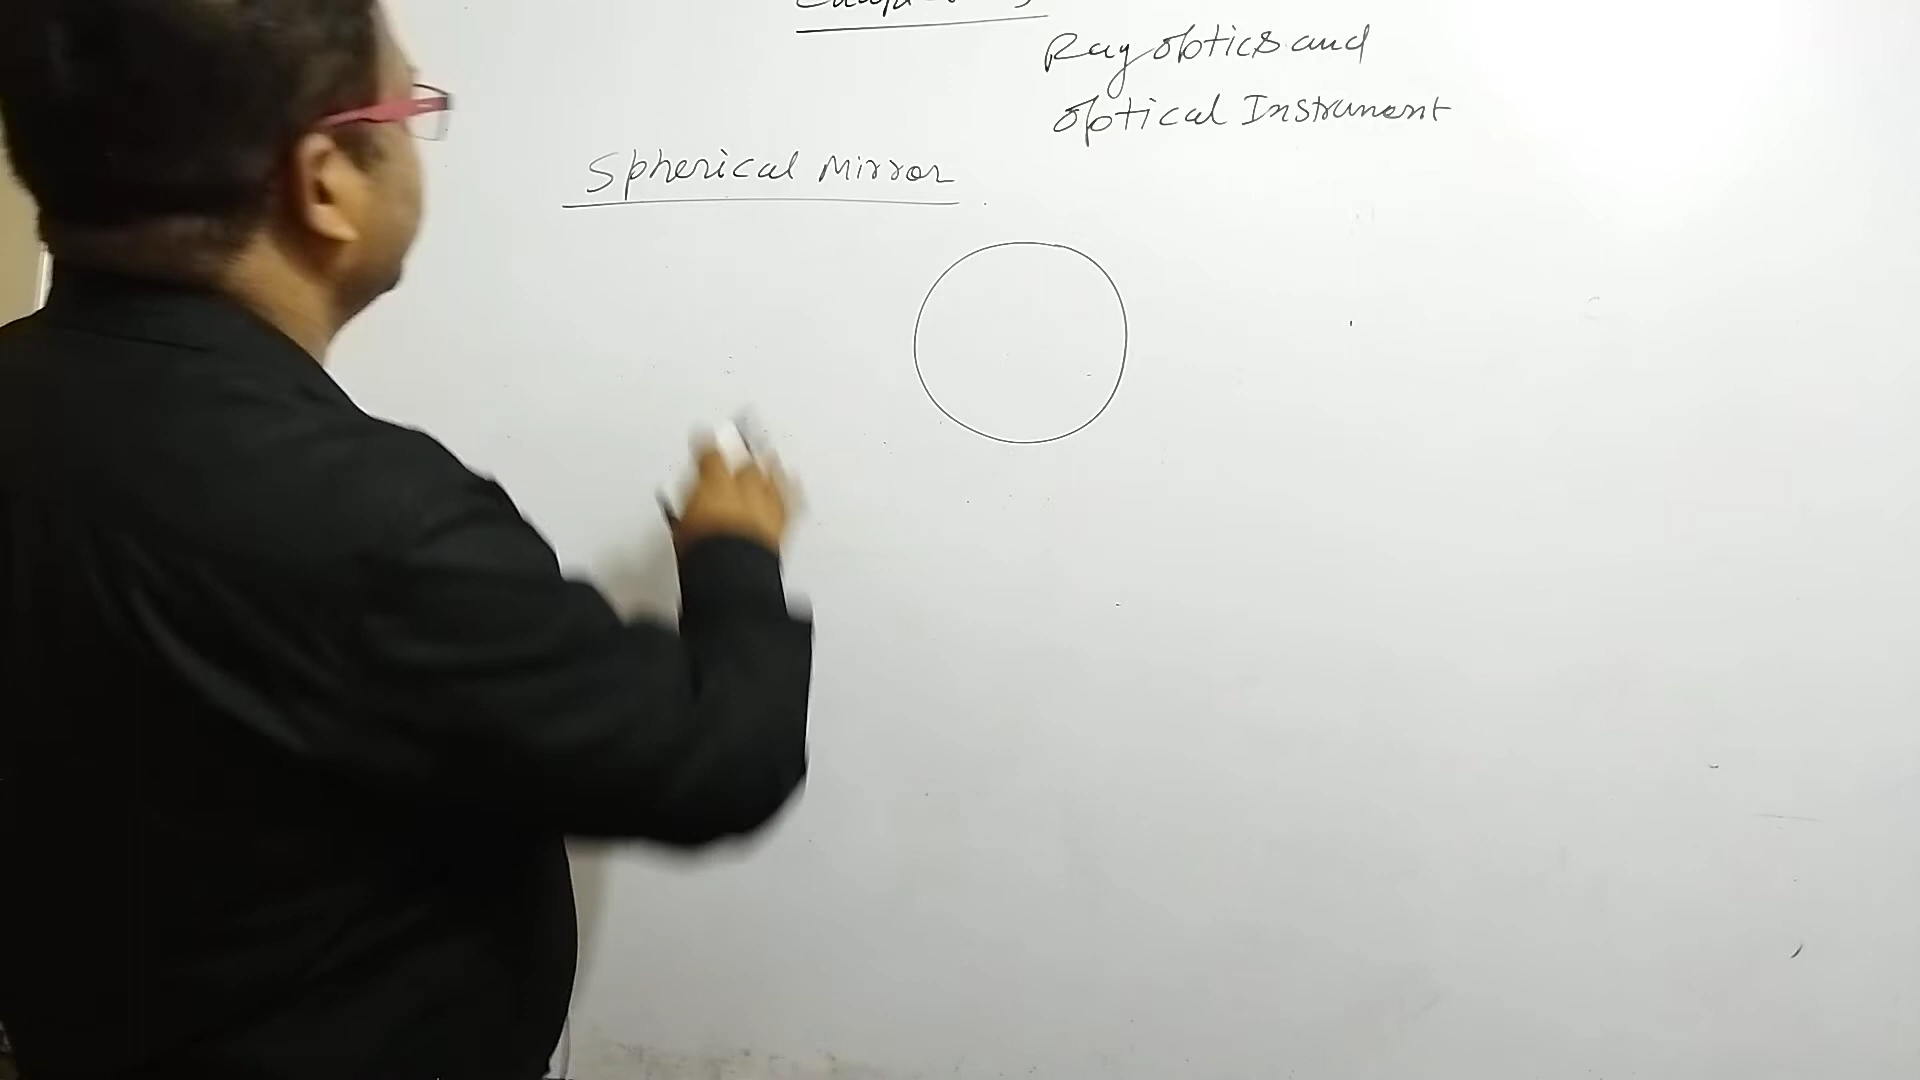 Ray optics and
optical Instrument
Spherical Mirror